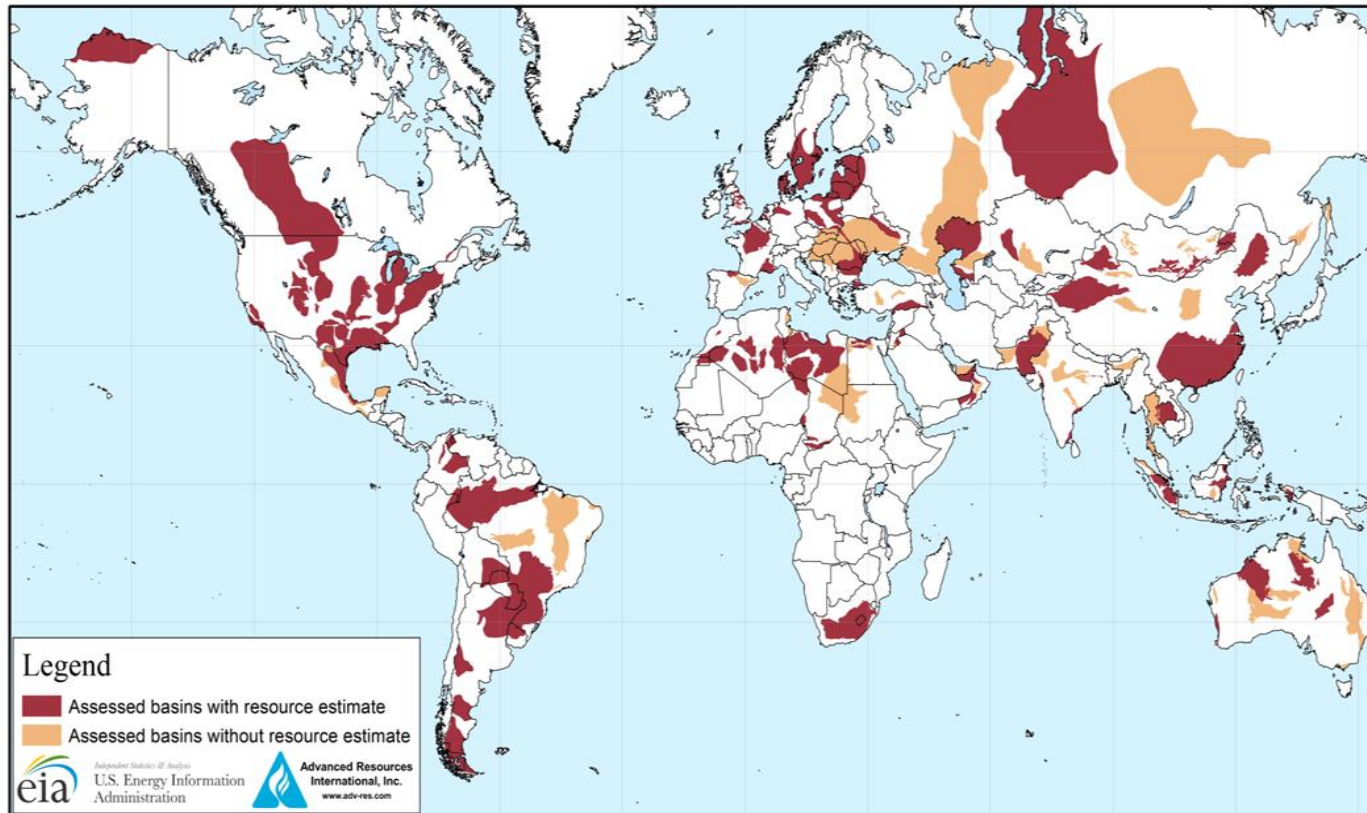 Legend
Assessed basins with resource estimate
Assessed basins without resource estimate
eia
Independent Statistics & Analysis
U.S. Energy Information
Administration
Advanced Resources
International, Inc.
www.adv-res.com